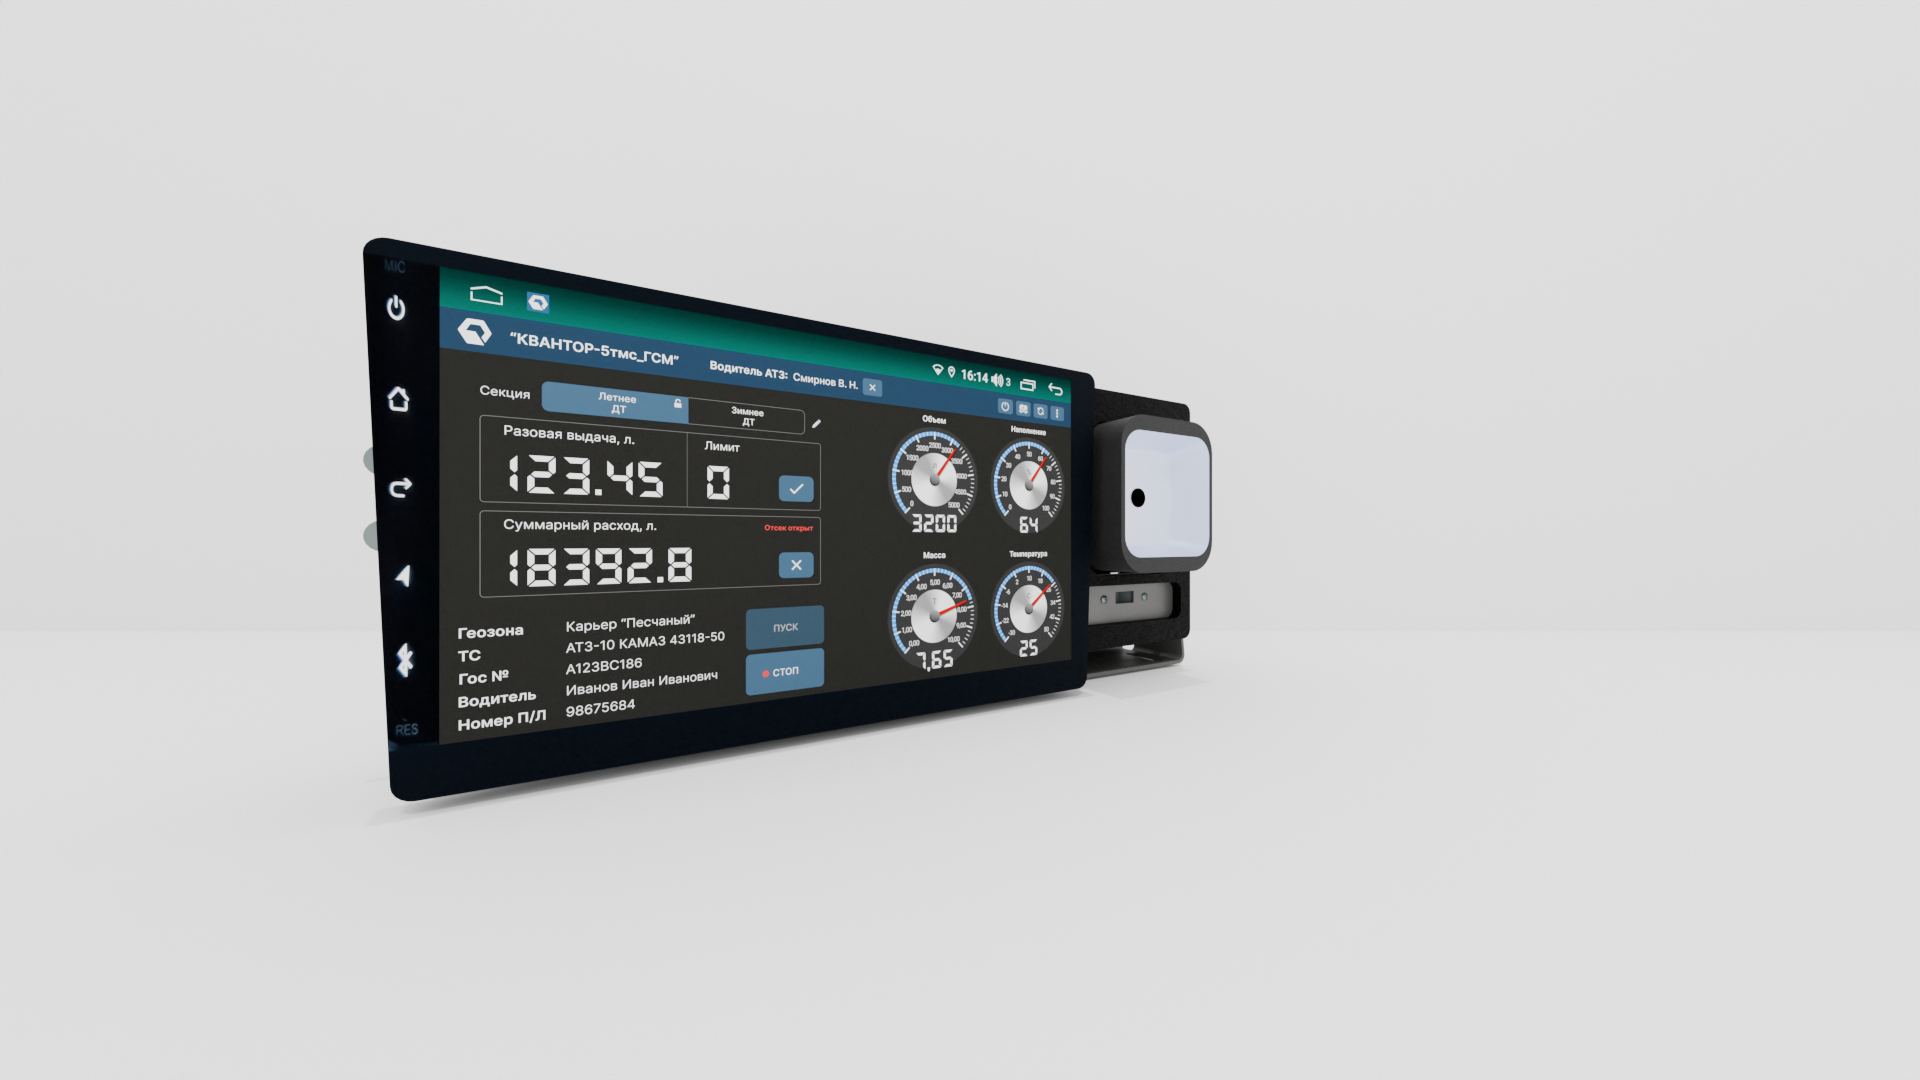 MIC
16:14 3
“КВАНТОР-5тмс_ГСМ”
Водитель АТЗ: Смирнов В. Н.
Секция
Летнее ДТ
Зимнее ДТ
Разовая выдача, л.
123.45
Лимит
0
Суммарный расход, л.
Отсек открыт
18392.8
Геозона Карьер “Песчаный”
ТС АТЗ-10 КАМАЗ 43118-50
Гос № А123ВС186
Водитель Иванов Иван Иванович
Номер П/Л 98675684
ПУСК
СТОП
Объем
3200
Наполнение
64
Масса
7,65
Температура
25
RES